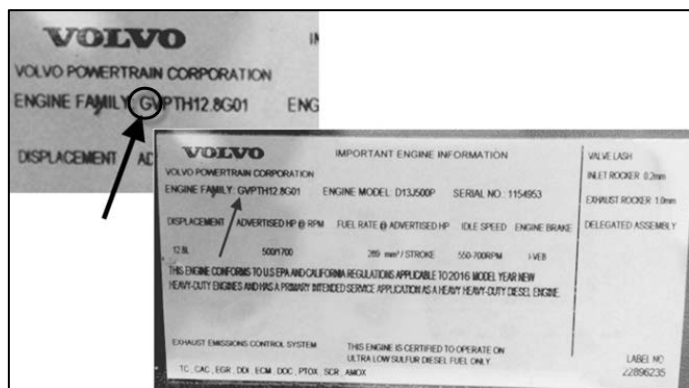 VOLVO
VOLVO POWERTRAIN CORPORATION
ENGINE FAMILY: GVPTH12.8G01 ENG
DISPLACEMENT AD
VOLVO IMPORTANT ENGINE INFORMATION
VOLVO POWERTRAIN CORPORATION
ENGINE FAMILY: GVPTH12.8G01 ENGINE MODEL: D13J500P SERIAL NO.: 1154953
DISPLACEMENT ADVERTISED HP @ RPM FUEL RATE @ ADVERTISED HP IDLE SPEED ENGINE BRAKE
12.8L 500/1700 289 mm³/ STROKE 550-700RPM I-VEB
THIS ENGINE CONFORMS TO U.S EPA AND CALIFORNIA REGULATIONS APPLICABLE TO 2016 MODEL YEAR NEW
HEAVY-DUTY ENGINES AND HAS A PRIMARY INTENDED SERVICE APPLICATION AS A HEAVY HEAVY-DUTY DIESEL ENGINE.
EXHAUST EMISSIONS CONTROL SYSTEM
TC , CAC , EGR , DDI , ECM , DOC , PTOX , SCR , AMOX
THIS ENGINE IS CERTIFIED TO OPERATE ON
ULTRA LOW SULFUR DIESEL FUEL ONLY.
VALVE LASH
INLET ROCKER 0.2mm
EXHAUST ROCKER 1.0mm
DELEGATED ASSEMBLY
LABEL NO
22896235